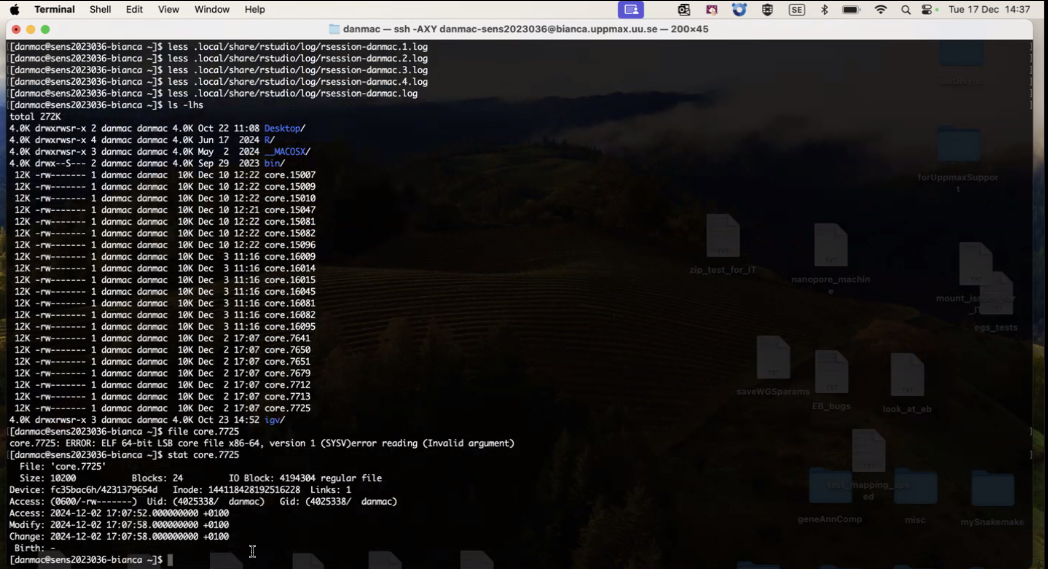 Terminal Shell Edit View Window Help SE Tue 17 Dec 14:37
danmac — ssh -AXY danmac-sens2023036@bianca.uppmax.uu.se — 200×45
[danmac@sens2023036-bianca ~]$ less .local/share/rstudio/log/rsession-danmac.1.log
[danmac@sens2023036-bianca ~]$ less .local/share/rstudio/log/rsession-danmac.2.log
[danmac@sens2023036-bianca ~]$ less .local/share/rstudio/log/rsession-danmac.3.log
[danmac@sens2023036-bianca ~]$ less .local/share/rstudio/log/rsession-danmac.4.log
[danmac@sens2023036-bianca ~]$ less .local/share/rstudio/log/rsession-danmac.log
[danmac@sens2023036-bianca ~]$ ls -lhs
total 272K
4.0K drwxrwsr-x 2 danmac danmac 4.0K Oct 22 11:08 Desktop/
4.0K drwxrwsr-x 4 danmac danmac 4.0K Jun 17 2024 R/
4.0K drwxrwsr-x 3 danmac danmac 4.0K May 2 2024 __MACOSX/
4.0K drwx--S--- 2 danmac danmac 4.0K Sep 29 2023 bin/
12K -rw------- 1 danmac danmac 10K Dec 10 12:22 core.15007
12K -rw------- 1 danmac danmac 10K Dec 10 12:22 core.15009
12K -rw------- 1 danmac danmac 10K Dec 10 12:22 core.15010
12K -rw------- 1 danmac danmac 10K Dec 10 12:21 core.15047
12K -rw------- 1 danmac danmac 10K Dec 10 12:22 core.15081
12K -rw------- 1 danmac danmac 10K Dec 10 12:22 core.15082
12K -rw------- 1 danmac danmac 10K Dec 10 12:22 core.15096
12K -rw------- 1 danmac danmac 10K Dec 3 11:16 core.16009
12K -rw------- 1 danmac danmac 10K Dec 3 11:16 core.16014
12K -rw------- 1 danmac danmac 10K Dec 3 11:16 core.16015
12K -rw------- 1 danmac danmac 10K Dec 3 11:16 core.16045
12K -rw------- 1 danmac danmac 10K Dec 3 11:16 core.16081
12K -rw------- 1 danmac danmac 10K Dec 3 11:16 core.16082
12K -rw------- 1 danmac danmac 10K Dec 3 11:16 core.16095
12K -rw------- 1 danmac danmac 10K Dec 2 17:07 core.7641
12K -rw------- 1 danmac danmac 10K Dec 2 17:07 core.7650
12K -rw------- 1 danmac danmac 10K Dec 2 17:07 core.7651
12K -rw------- 1 danmac danmac 10K Dec 2 17:07 core.7679
12K -rw------- 1 danmac danmac 10K Dec 2 17:07 core.7712
12K -rw------- 1 danmac danmac 10K Dec 2 17:07 core.7713
12K -rw------- 1 danmac danmac 10K Dec 2 17:07 core.7725
4.0K drwxrwsr-x 3 danmac danmac 4.0K Oct 23 14:52 igv/
[danmac@sens2023036-bianca ~]$ file core.7725
core.7725: ERROR: ELF 64-bit LSB core file x86-64, version 1 (SYSV)error reading (Invalid argument)
[danmac@sens2023036-bianca ~]$ stat core.7725
File: 'core.7725'
Size: 10200 Blocks: 24 IO Block: 4194304 regular file
Device: fc35bac6h/4231379654d Inode: 144118428192516228 Links: 1
Access: (0600/-rw-------) Uid: (4025338/ danmac) Gid: (4025338/ danmac)
Access: 2024-12-02 17:07:52.000000000 +0100
Modify: 2024-12-02 17:07:58.000000000 +0100
Change: 2024-12-02 17:07:58.000000000 +0100
Birth: -
[danmac@sens2023036-bianca ~]$
forUppmaxSuppor
t
zip_test_for_IT
nanopore_machin
e
egs_tests
saveWGSparams
EB_bugs
look_at_eb
geneAnnComp
misc
mySnakemake